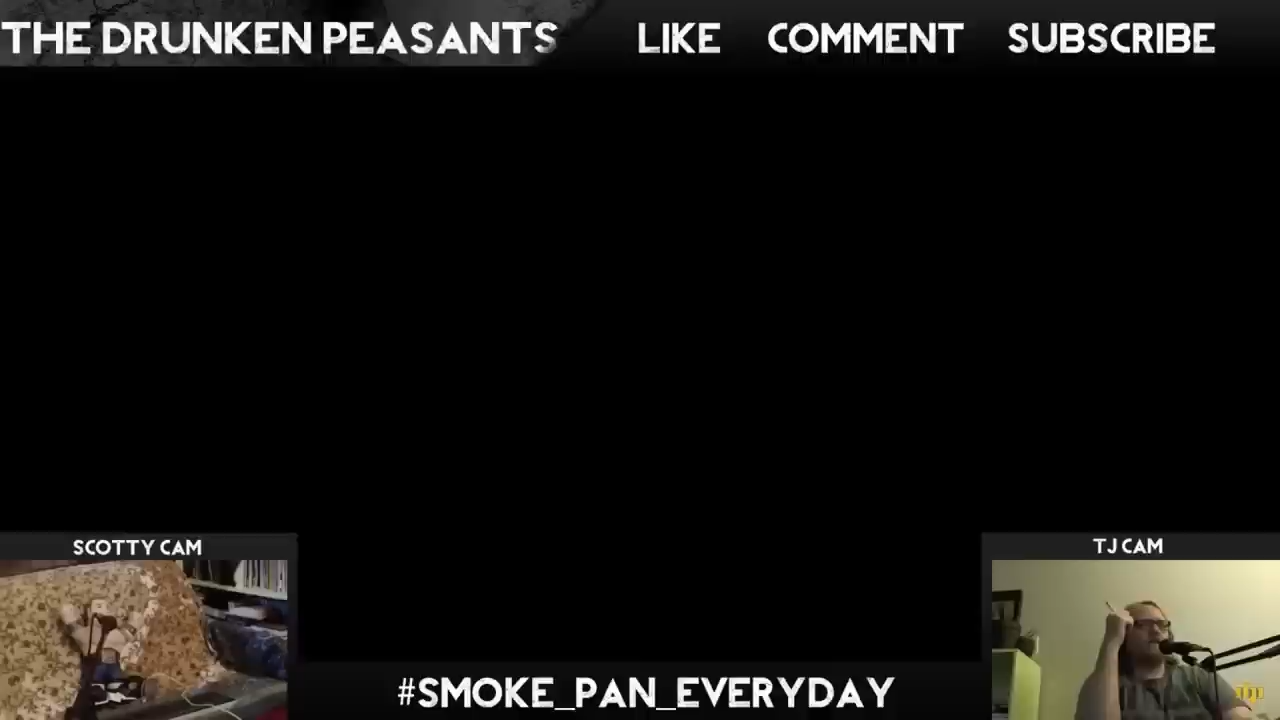 THE DRUNKEN PEASANTS LIKE COMMENT SUBSCRIBE
SCOTTY CAM
TJ CAM
#SMOKE_PAN_EVERYDAY